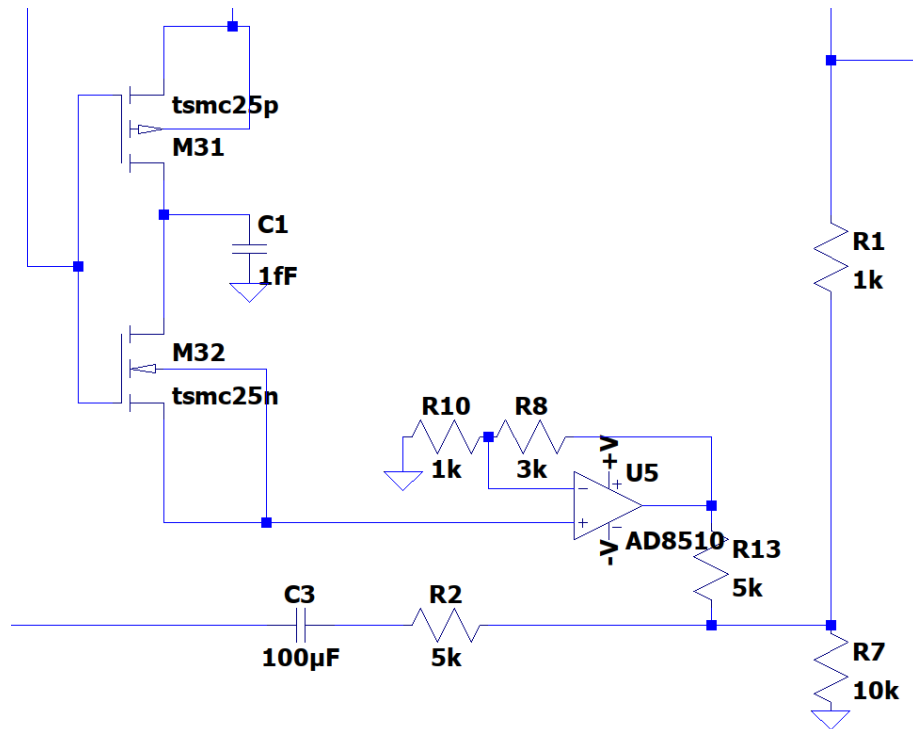 tsmc25p
M31
C1
1fF
R1
1k
M32
tsmc25n
R10
R8
1k
3k
+V
U5
-V
AD8510
R13
5k
C3
R2
100µF
5k
R7
10k